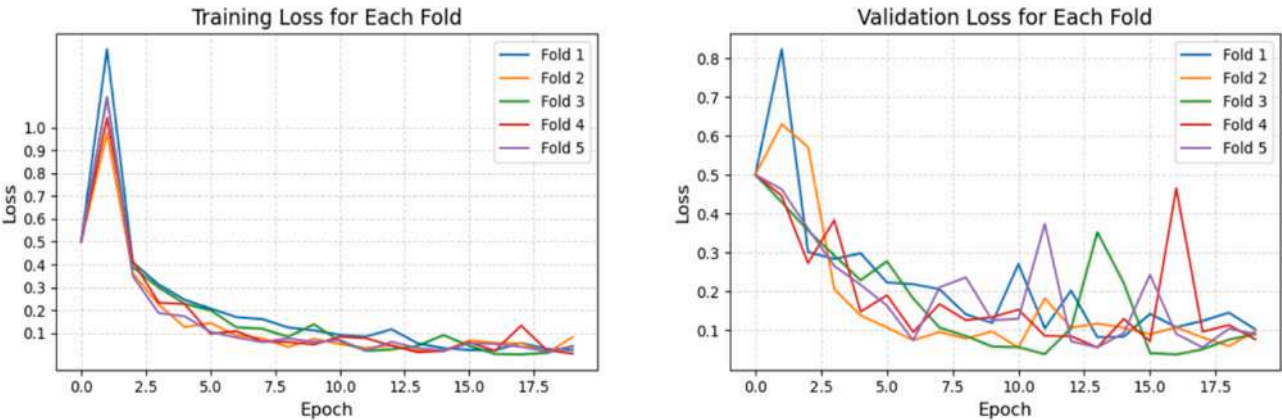 Training Loss for Each Fold
Loss
1.0
0.9
0.8
0.7
0.6
0.5
0.4
0.3
0.2
0.1
0.0 2.5 5.0 7.5 10.0 12.5 15.0 17.5
Epoch
Fold 1
Fold 2
Fold 3
Fold 4
Fold 5
Validation Loss for Each Fold
Loss
0.8
0.7
0.6
0.5
0.4
0.3
0.2
0.1
0.0 2.5 5.0 7.5 10.0 12.5 15.0 17.5
Epoch
Fold 1
Fold 2
Fold 3
Fold 4
Fold 5